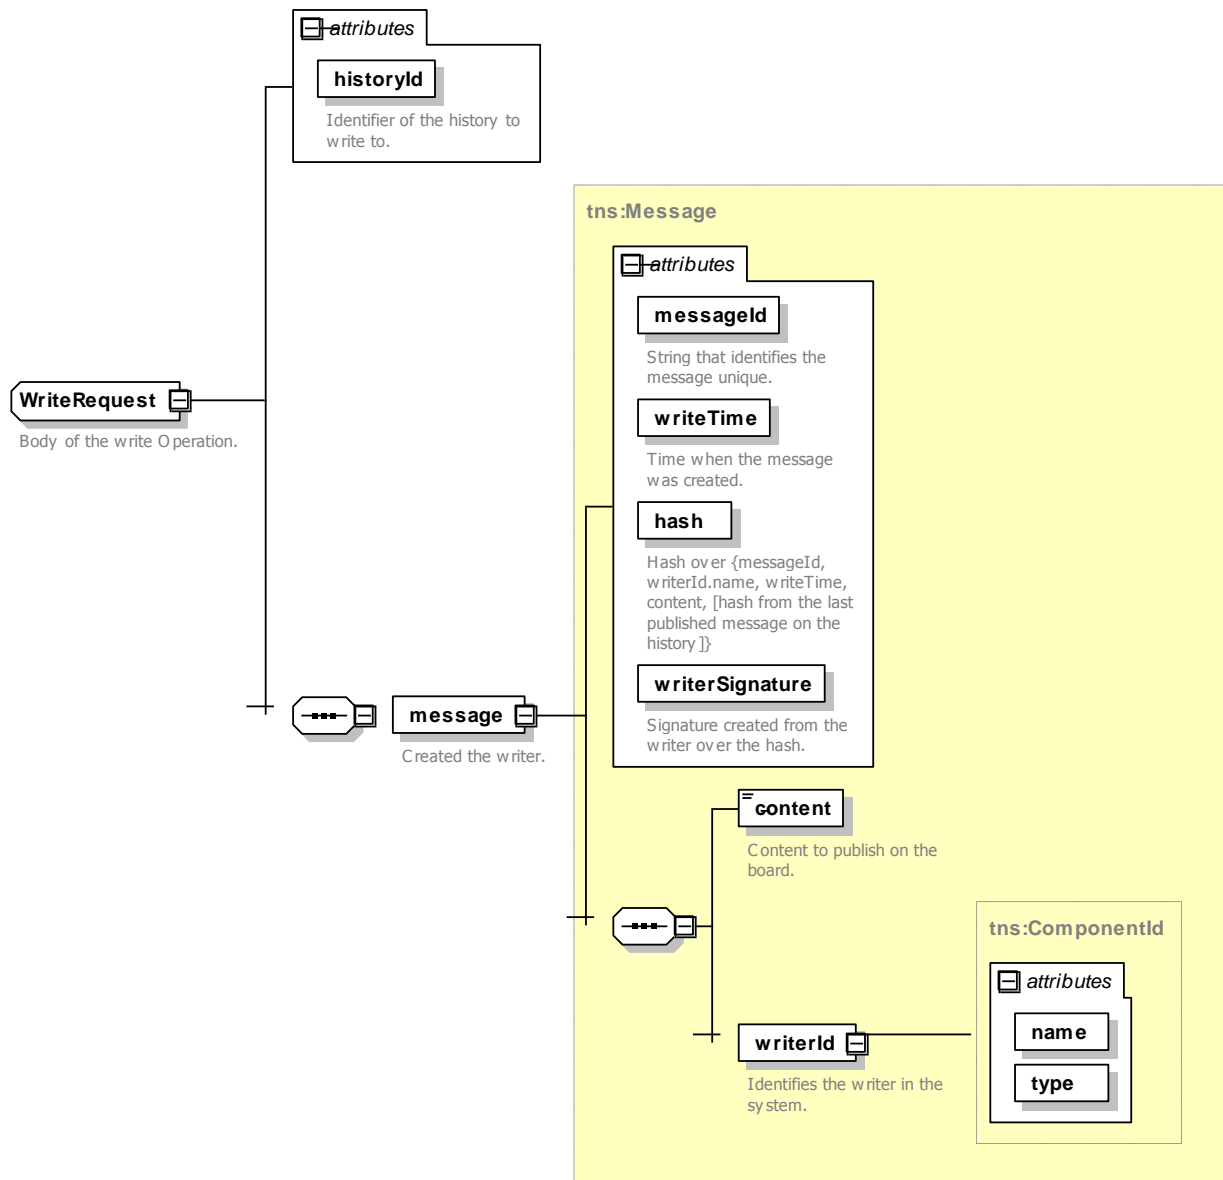 attributes
historyId
Identifier of the history to
write to.
tns:Message
attributes
messageId
String that identifies the
message unique.
WriteRequest
Body of the write Operation.
writeTime
Time when the message
was created.
hash
Hash over {messageId,
writerId.name, writeTime,
content, [hash from the last
published message on the
history]}
writerSignature
Signature created from the
writer over the hash.
message
Created the writer.
content
Content to publish on the
board.
tns:ComponentId
attributes
name
type
writerId
Identifies the writer in the
system.